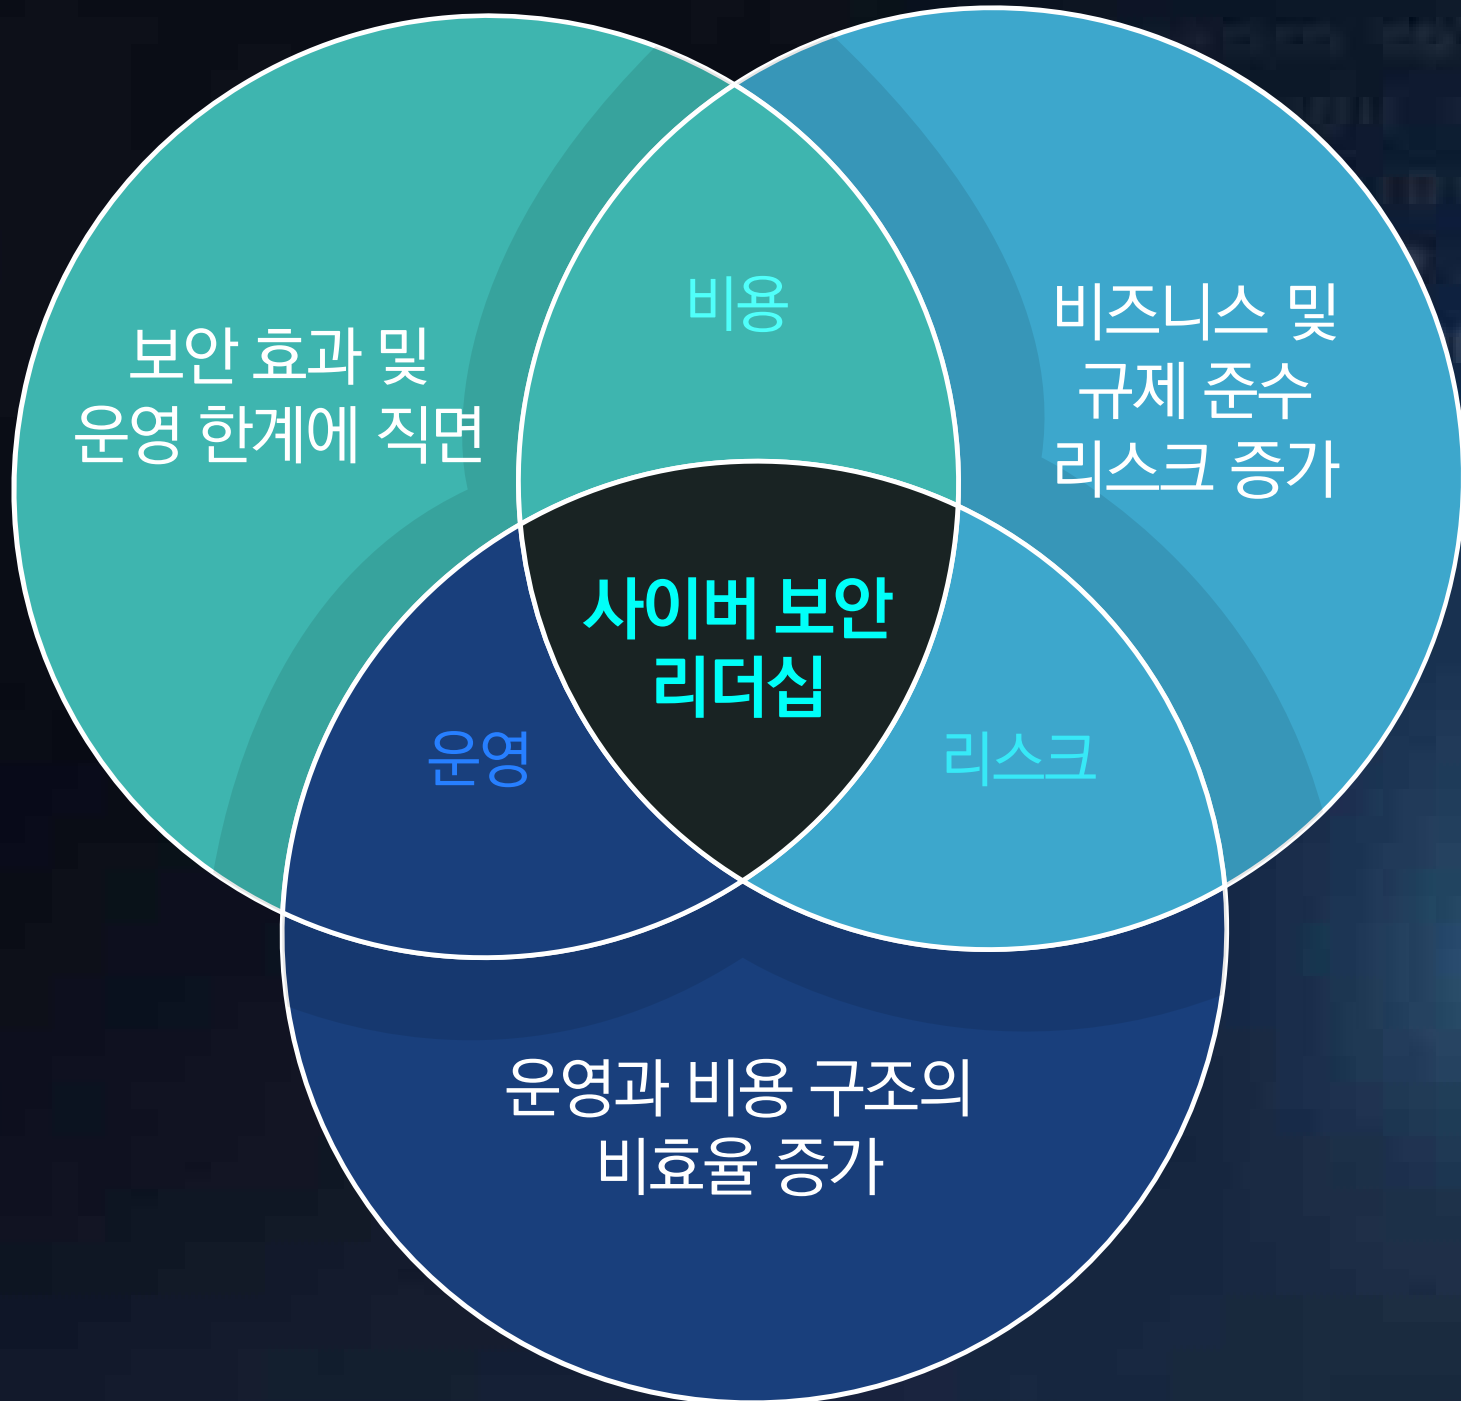 비용
보안 효과 및
운영 한계에 직면
비즈니스 및
규제 준수
리스크 증가
사이버 보안
리더십
운영
리스크
운영과 비용 구조의
비효율 증가